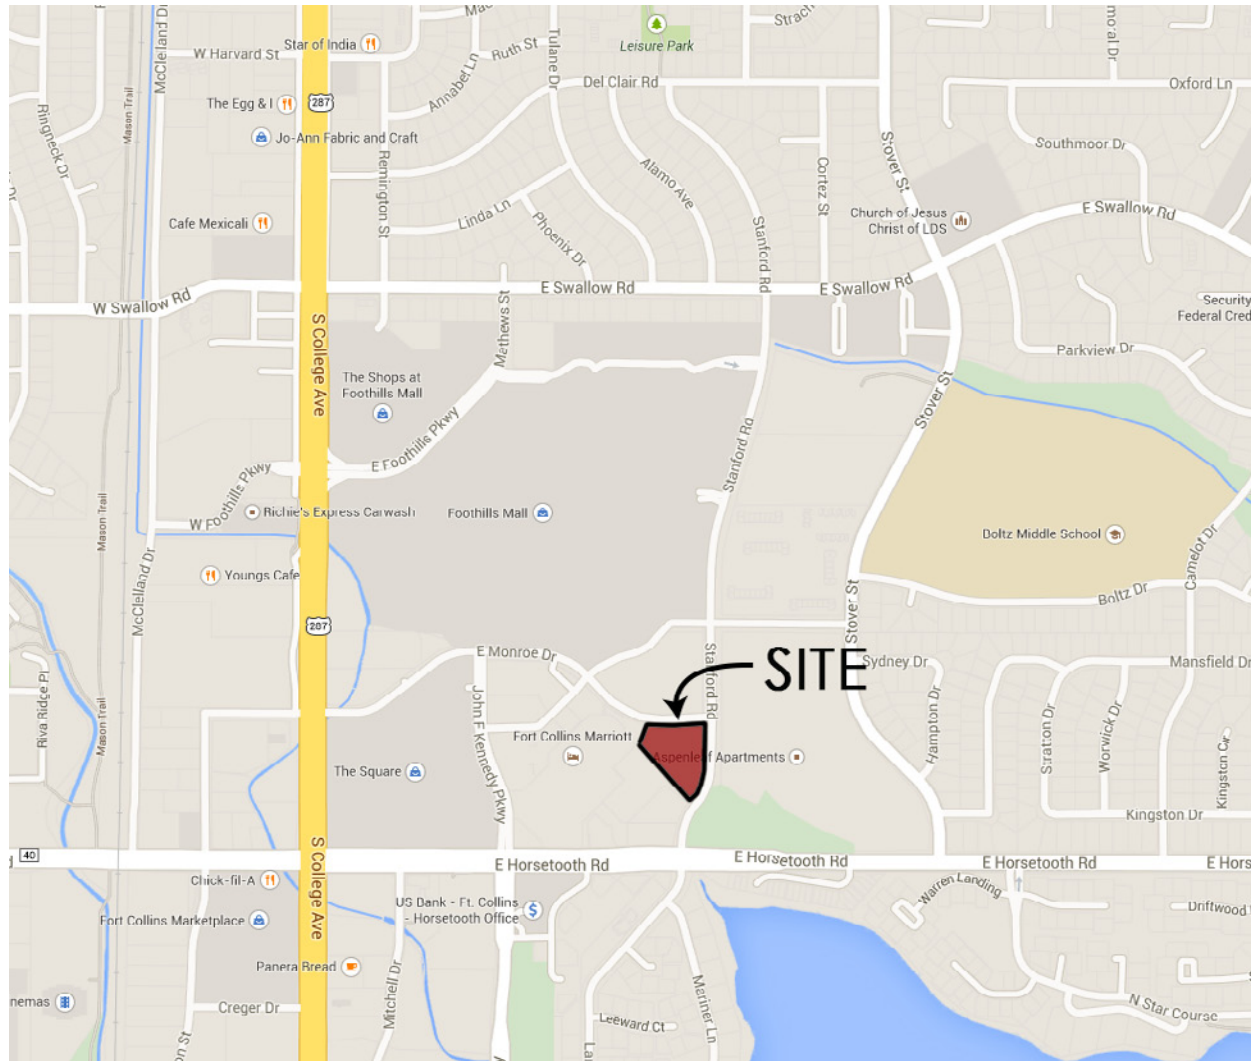 McClelland Dr
Mason Trail
Ringneck Dr
W Harvard St
Star of India
Annabel Ln
Ruth St
Tulane Dr
Leisure Park
Del Clair Rd
Oxford Ln
The Egg & I
287
Jo-Ann Fabric and Craft
Remington St
Alamo Ave
Cortez St
Stover St
Southmoor Dr
Cafe Mexicali
Linda Ln
Phoenix Dr
Stanford Rd
Church of Jesus
Christ of LDS
E Swallow Rd
W Swallow Rd
E Swallow Rd
E Swallow Rd
Security
Federal Cred
S College Ave
Mathews St
Parkview Dr
The Shops at
Foothills Mall
Stover St
E Foothills Pkwy
Stanford Rd
W Foothills Pkwy
Richie's Express Carwash
Foothills Mall
Mason Trail
Boltz Middle School
Camelot Dr
Youngs Cafe
McClelland Dr
Boltz Dr
287
Stover St
E Monroe Dr
SITE
Stanford Rd
Sydney Dr
Mansfield Dr
Riva Ridge Pl
Mason Trail
John F Kennedy Pkwy
Hampton Dr
Stratton Dr
Worwick Dr
Kingston Cir
Fort Collins Marriott
Aspenleaf Apartments
The Square
Kingston Dr
40
S College Ave
E Horsetooth Rd
E Horsetooth Rd
E Horsetooth Rd
E Hors
Chick-fil-A
Warren Landing
US Bank - Ft. Collins
- Horsetooth Office
Fort Collins Marketplace
Driftwood
Panera Bread
Mitchell Dr
Mariner Ln
nemas
Creger Dr
N Star Course
Leeward Ct